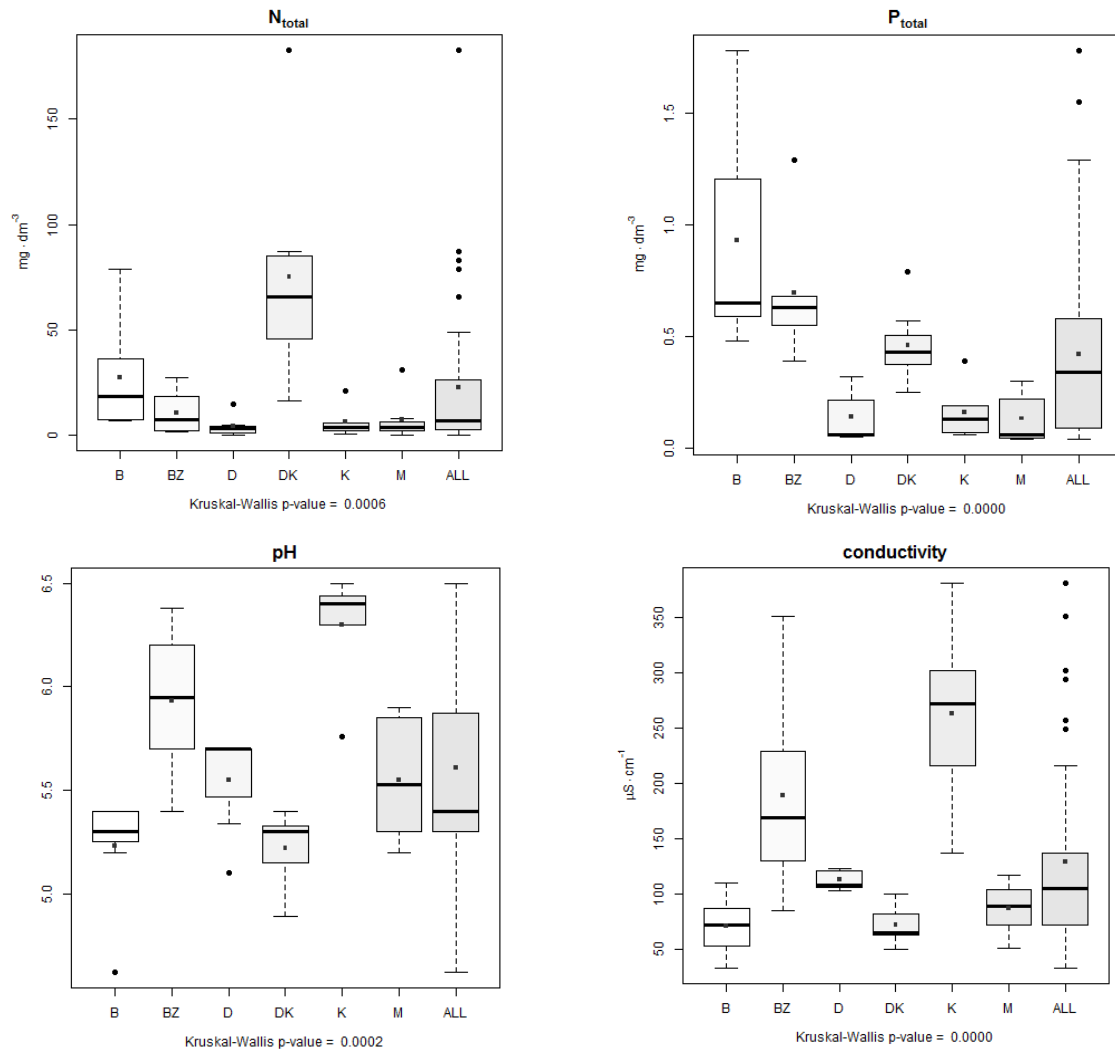 N_total
mg · dm⁻³
150
100
50
0
B BZ D DK K M ALL
Kruskal-Wallis p-value = 0.0006
P_total
mg · dm⁻³
1.5
1.0
0.5
0.0
B BZ D DK K M ALL
Kruskal-Wallis p-value = 0.0000
pH
6.5
6.0
5.5
5.0
B BZ D DK K M ALL
Kruskal-Wallis p-value = 0.0002
conductivity
µS · cm⁻¹
350
300
250
200
150
100
50
B BZ D DK K M ALL
Kruskal-Wallis p-value = 0.0000